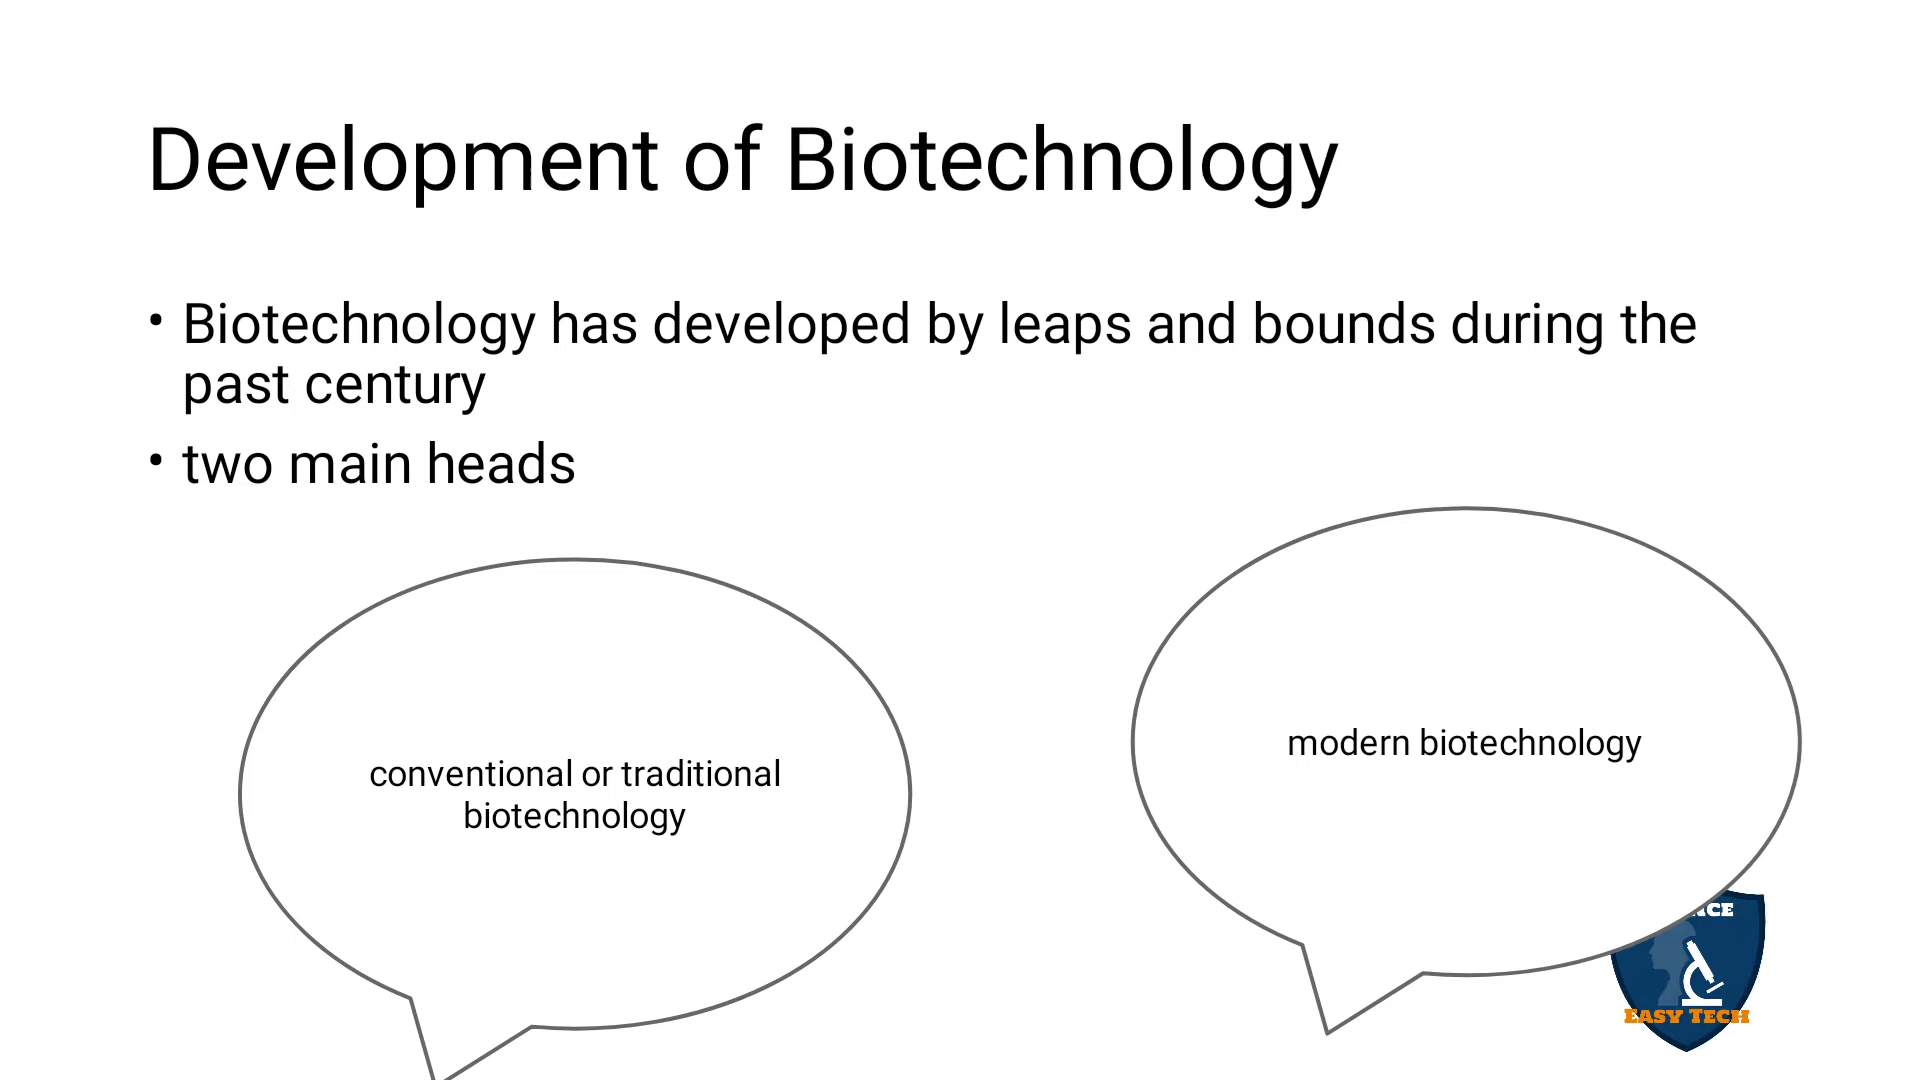 Development of Biotechnology
• Biotechnology has developed by leaps and bounds during the
past century
• two main heads
conventional or traditional
biotechnology
modern biotechnology
EASY TECH